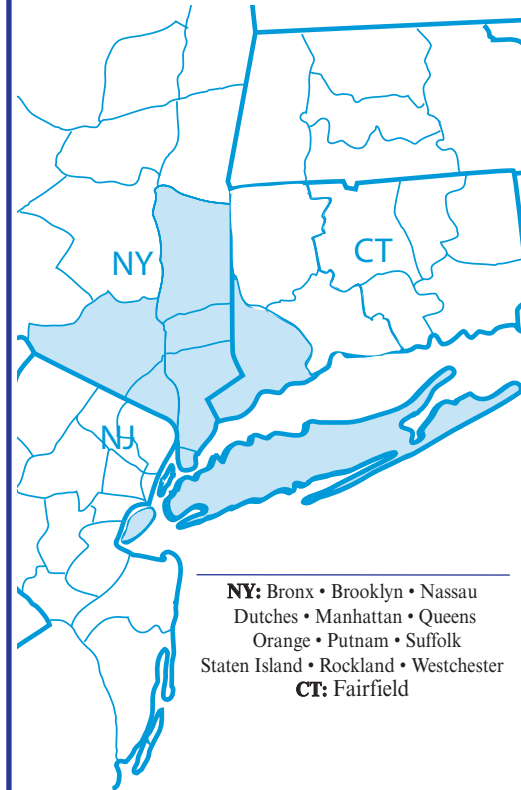 NY
CT
NJ
NY: Bronx • Brooklyn • Nassau
Dutches • Manhattan • Queens
Orange • Putnam • Suffolk
Staten Island • Rockland • Westchester
CT: Fairfield